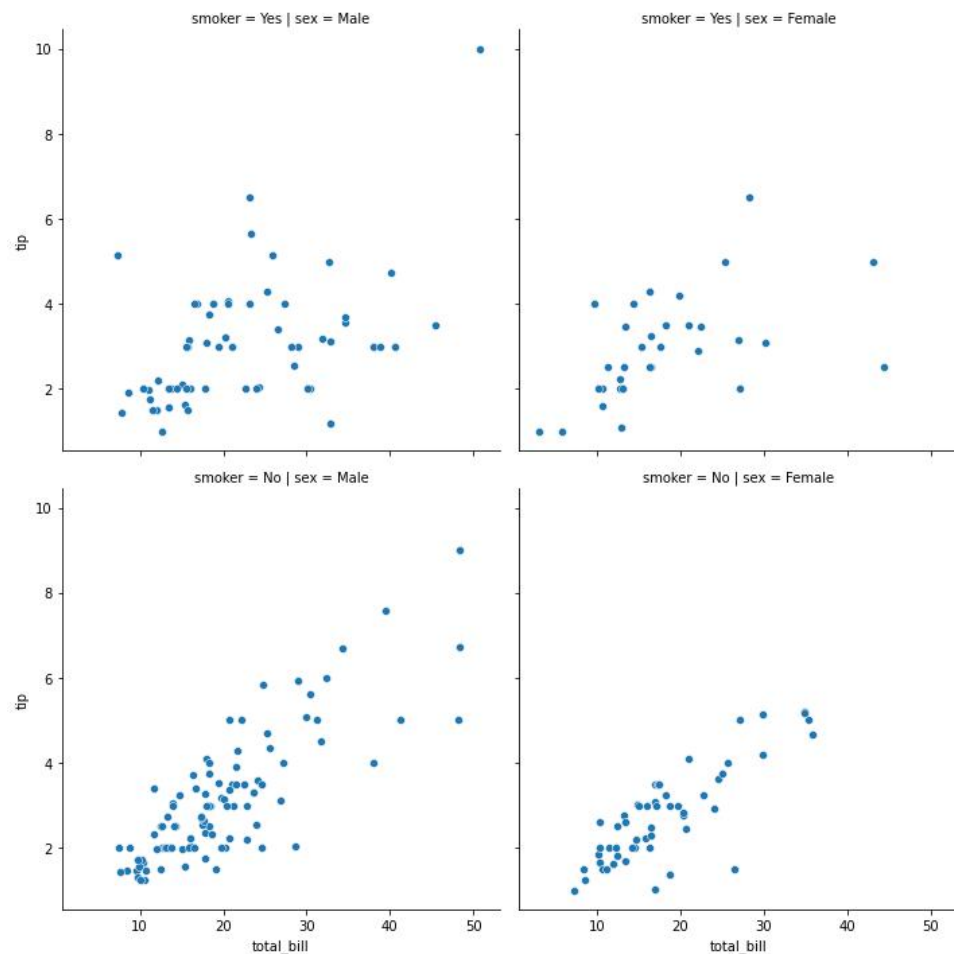 smoker = Yes | sex = Male
smoker = Yes | sex = Female
10
8
6
tip
4
2
smoker = No | sex = Male
smoker = No | sex = Female
10
8
6
tip
4
2
10 20 30 40 50
10 20 30 40 50
total_bill
total_bill